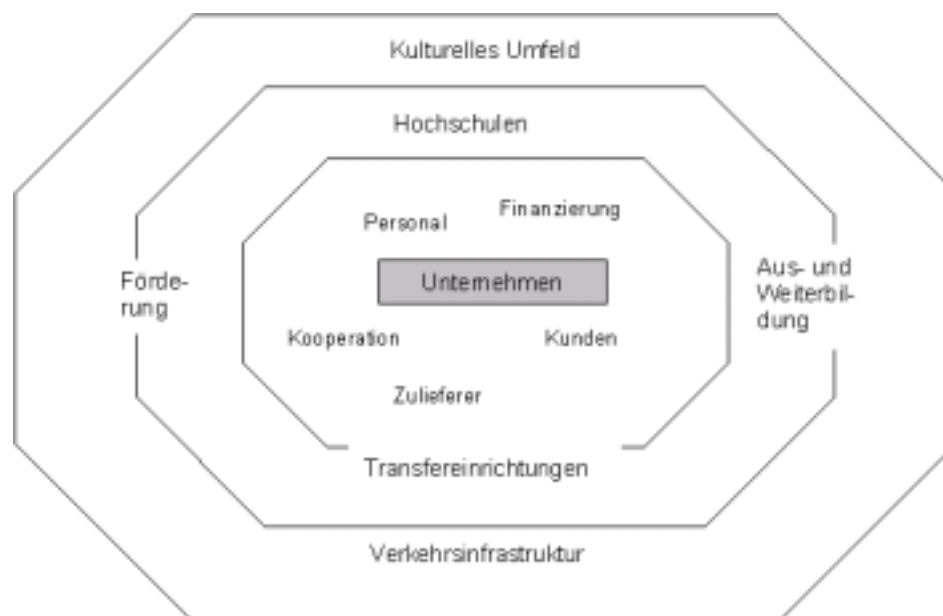 Kulturelles Umfeld
Hochschulen
Personal
Finanzierung
Förde-
rung
Unternehmen
Aus- und
Weiterbil-
dung
Kooperation
Kunden
Zulieferer
Transfereinrichtungen
Verkehrsinfrastruktur